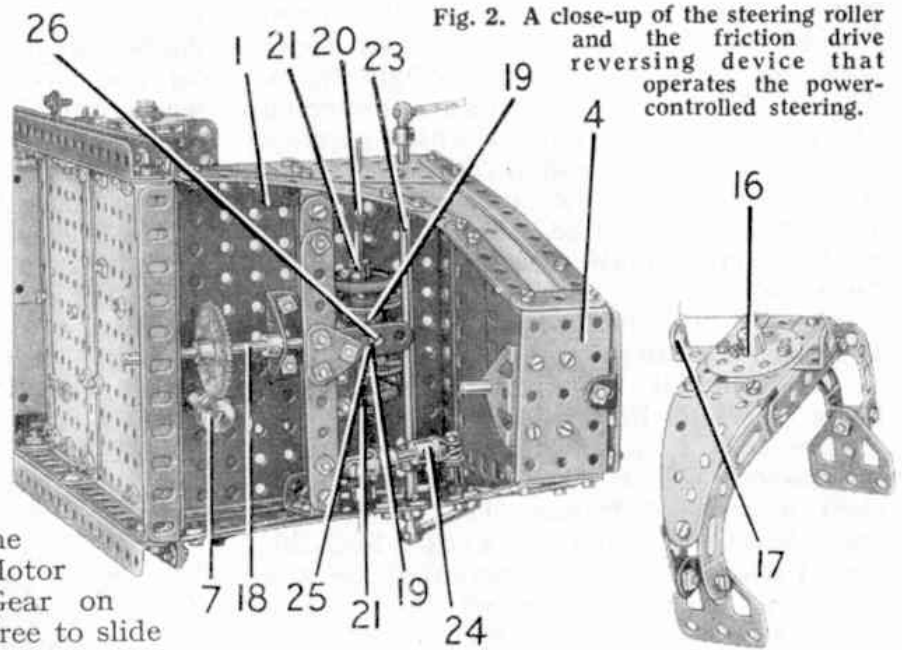 Fig. 2. A close-up of the steering roller
and the friction drive
reversing device that
operates the power-
controlled steering.
26
1
21
20
23
19
4
16
17
7
18
25
21
19
24
Motor
Gear on
free to slide